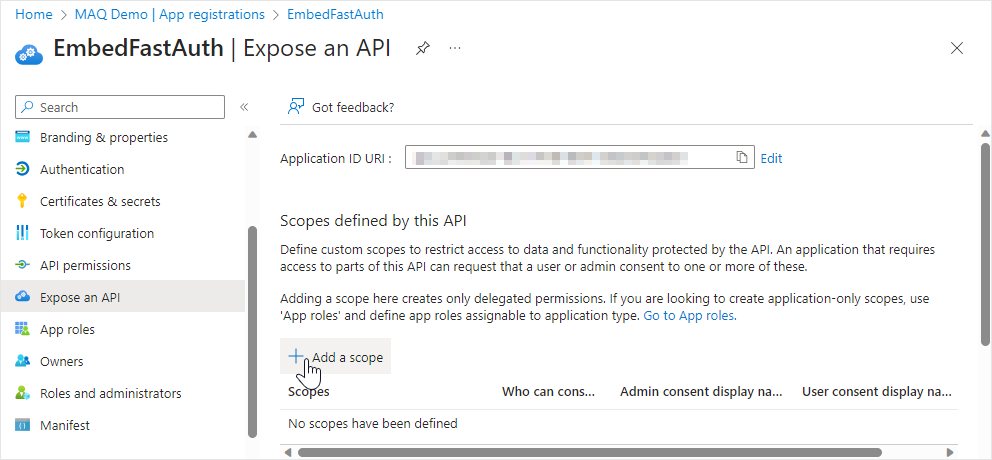 Home > MAQ Demo | App registrations > EmbedFastAuth
EmbedFastAuth | Expose an API
Search
Got feedback?
Branding & properties
Authentication
Certificates & secrets
Token configuration
API permissions
Expose an API
App roles
Owners
Roles and administrators
Manifest
Application ID URI :
Edit
Scopes defined by this API
Define custom scopes to restrict access to data and functionality protected by the API. An application that requires
access to parts of this API can request that a user or admin consent to one or more of these.
Adding a scope here creates only delegated permissions. If you are looking to create application-only scopes, use
'App roles' and define app roles assignable to application type. Go to App roles.
Add a scope
Scopes Who can cons... Admin consent display na... User consent display na...
No scopes have been defined